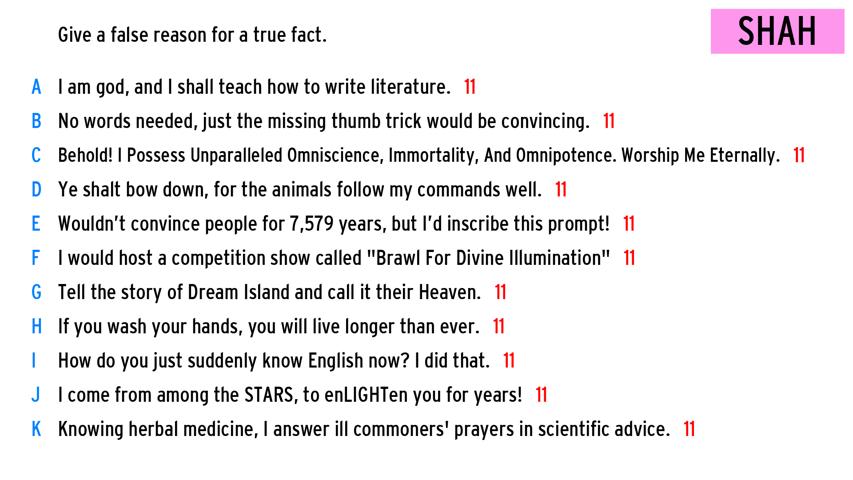 Give a false reason for a true fact.
SHAH
A I am god, and I shall teach how to write literature. 11
B No words needed, just the missing thumb trick would be convincing. 11
C Behold! I Possess Unparalleled Omniscience, Immortality, And Omnipotence. Worship Me Eternally. 11
D Ye shalt bow down, for the animals follow my commands well. 11
E Wouldn't convince people for 7,579 years, but I'd inscribe this prompt! 11
F I would host a competition show called "Brawl For Divine Illumination" 11
G Tell the story of Dream Island and call it their Heaven. 11
H If you wash your hands, you will live longer than ever. 11
I How do you just suddenly know English now? I did that. 11
J I come from among the STARS, to enLIGHTen you for years! 11
K Knowing herbal medicine, I answer ill commoners' prayers in scientific advice. 11